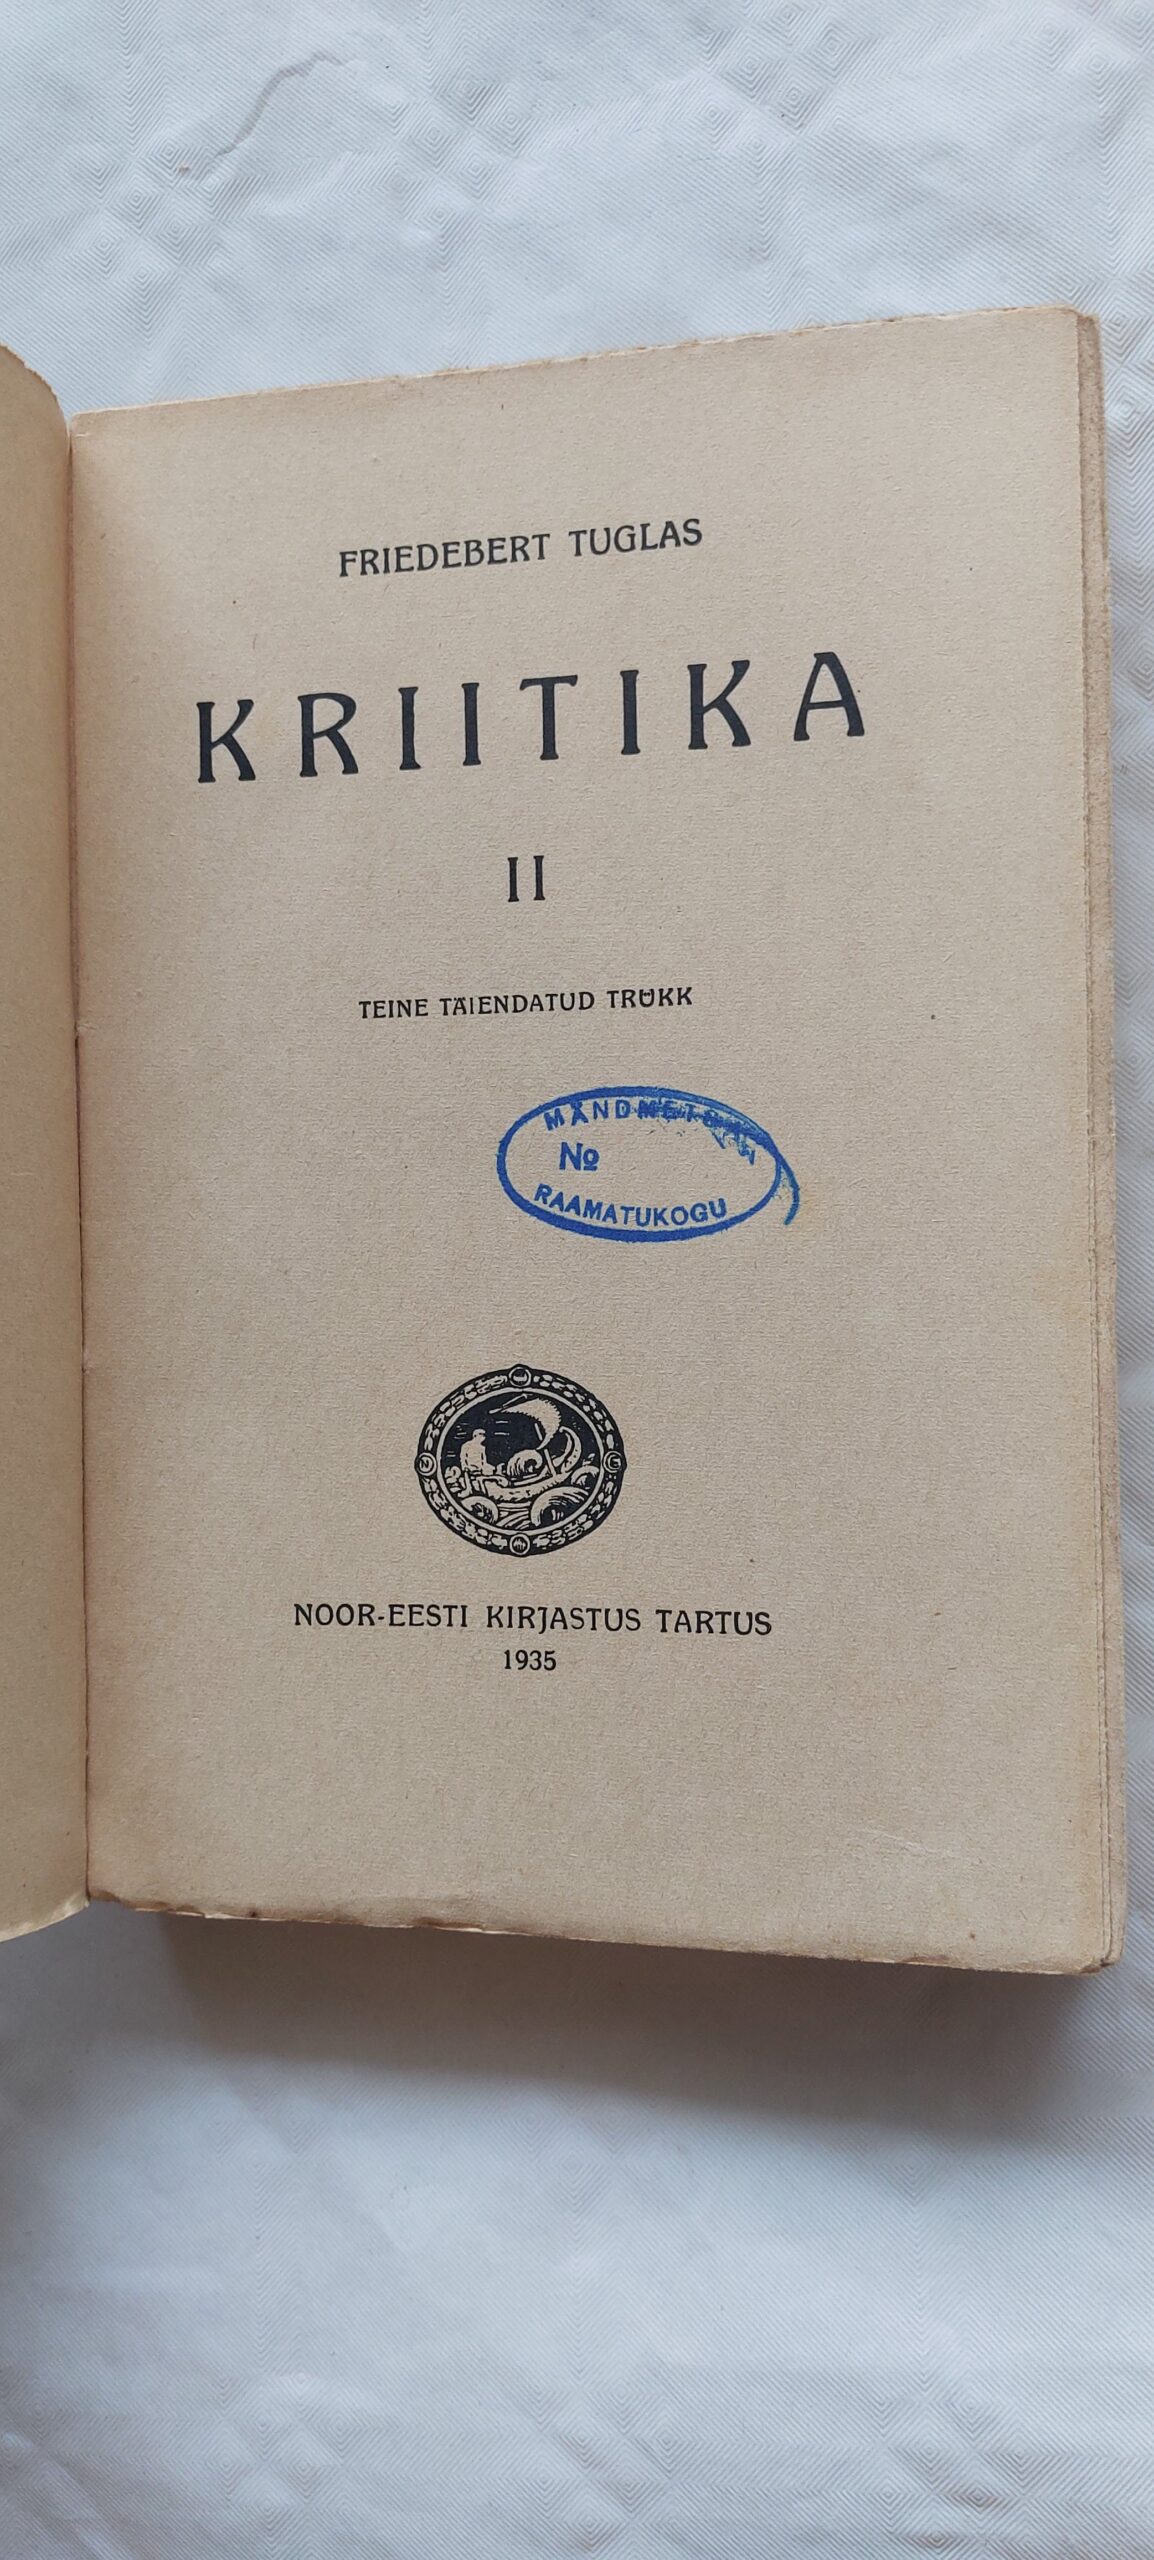 FRIEDEBERT TUGLAS
KRIITIKA
II
TEINE TÄIENDATUD TRÜKK
№
RAAMATUKOGU
N G
NOOR-EESTI KIRJASTUS TARTUS
1935